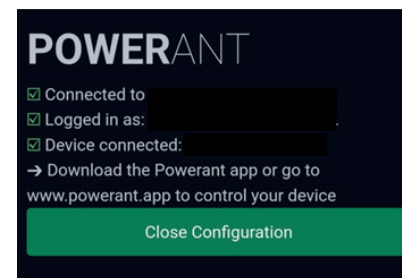 POWERANT
☑ Connected to
☑ Logged in as: .
☑ Device connected:
→ Download the Powerant app or go to
www.powerant.app to control your device
Close Configuration